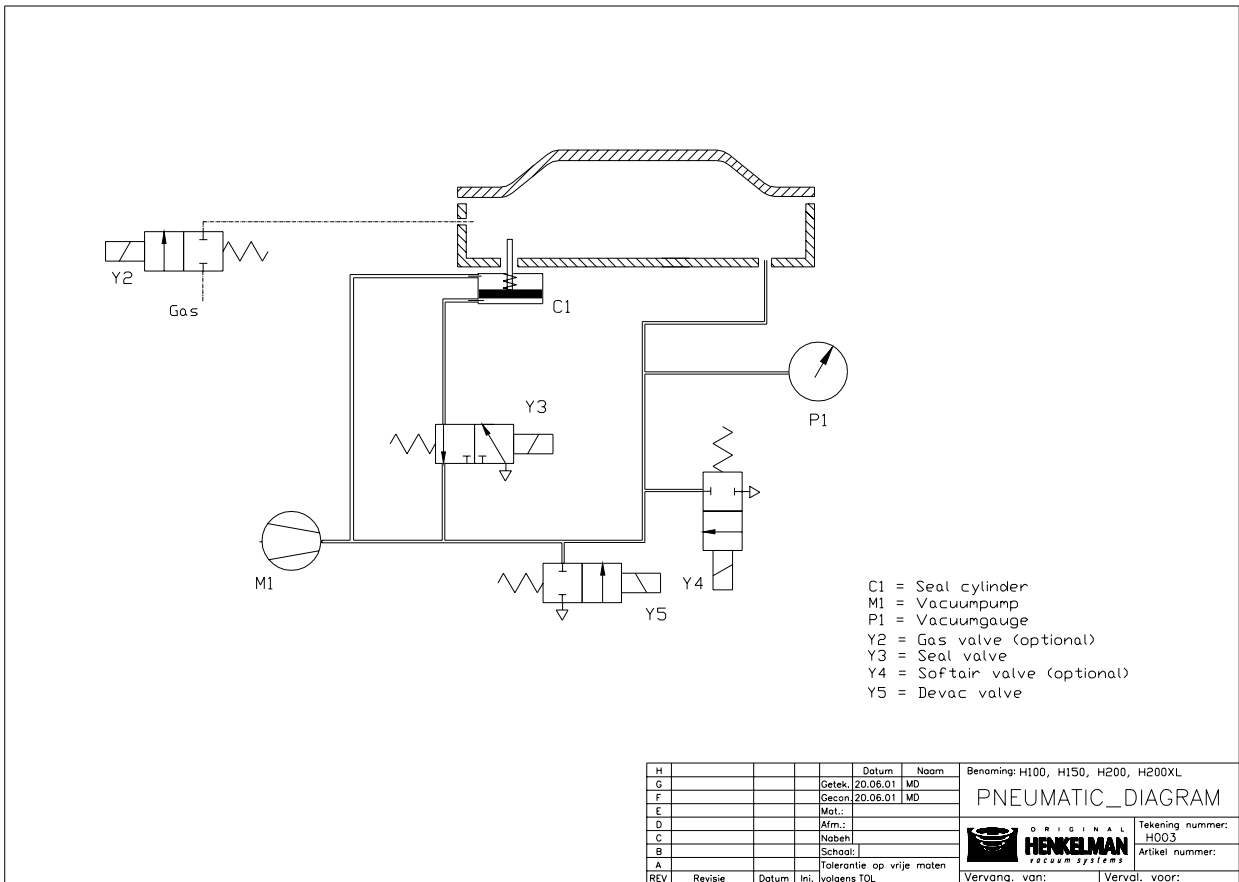 Y2
Gas
C1
Y3
P1
M1
Y4
Y5
C1 = Seal cylinder
M1 = Vacuumpump
P1 = Vacuumgauge
Y2 = Gas valve (optional)
Y3 = Seal valve
Y4 = Softair valve (optional)
Y5 = Devac valve
H Datum Naam
G Getek. 20.06.01 MD
F Gecon. 20.06.01 MD
E Mat.:
D Afm.:
C Nabeh
B Schaal:
A Tolerantie op vrije maten
REV Revisie Datum Ini. volgens TOL
Benaming: H100, H150, H200, H200XL
PNEUMATIC_DIAGRAM
ORIGINAL
HENKELMAN
vacuum systems
Tekening nummer:
H003
Artikel nummer:
Vervang. van: Verval. voor: